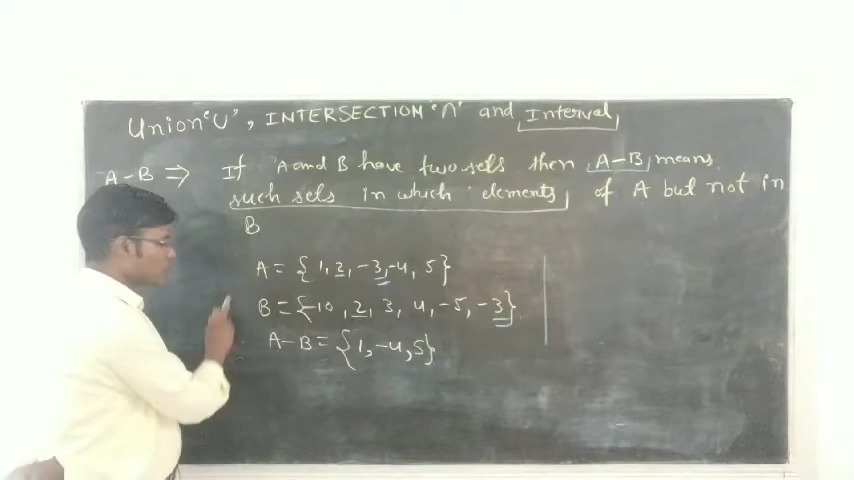 Union "U", INTERSECTION "∩" and Interval,
A-B ⇒ If A and B have two sets then A-B, means
such sets in which elements, of A but not in
B
A = {1, 2, -3, -4, 5}
B = {-10, 2, 3, 4, -5, -3}
A-B = {1, -4, 5}